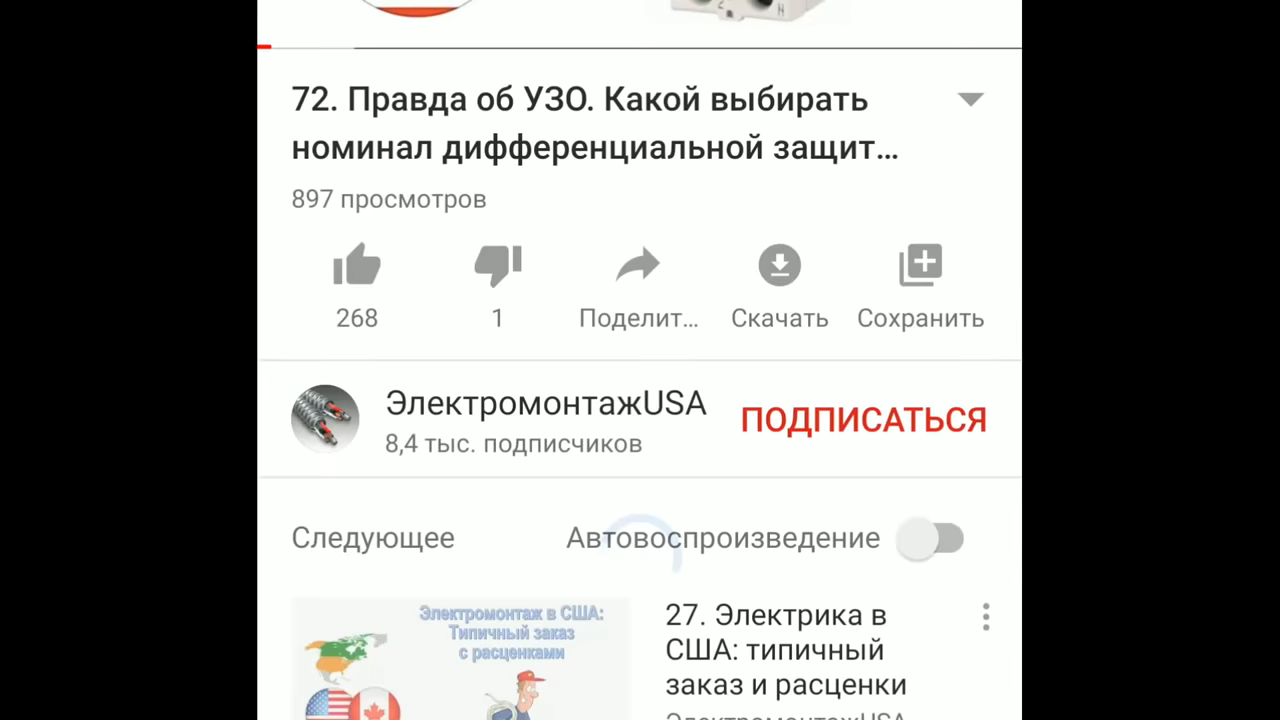 72. Правда об УЗО. Какой выбирать
номинал дифференциальной защит...
897 просмотров
268
1
Поделит...
Скачать
Сохранить
ЭлектромонтажUSA
8,4 тыс. подписчиков
ПОДПИСАТЬСЯ
Следующее
Автовоспроизведение
Электромонтаж в США:
Типичный заказ
с расценками
27. Электрика в
США: типичный
заказ и расценки
ЭлектромонтажUSA